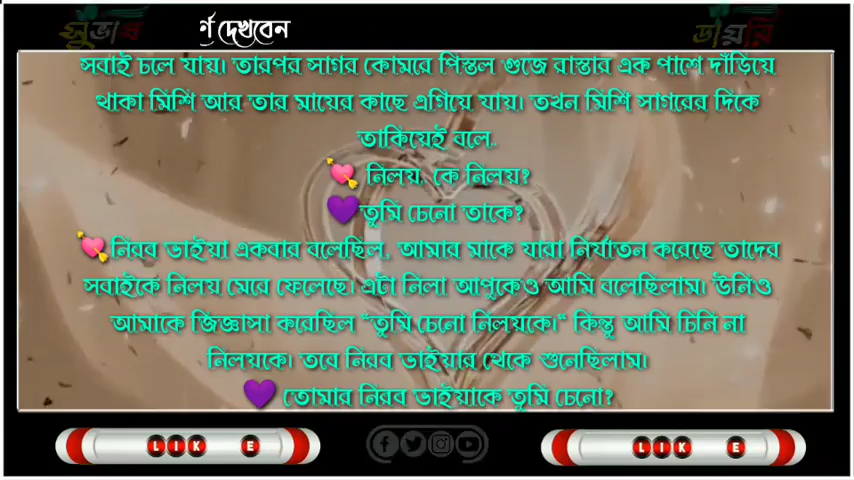 সুভার র্ণ দেখবেন ডায়রি
সবাই চলে যায়। তারপর সাগর কোমরে পিস্তল গুজে রাস্তার এক পাশে দাঁড়িয়ে
থাকা মিশি আর তার মায়ের কাছে এগিয়ে যায়। তখন মিশি সাগরের দিকে
তাকিয়েই বলে..
💘 নিলয়, কে নিলয়?
💜তুমি চেনো তাকে?
💘নিরব ভাইয়া একবার বলেছিল, আমার মাকে যারা নির্যাতন করেছে তাদের
সবাইকে নিলয় মেরে ফেলেছে। এটা নিলা আপুকেও আমি বলেছিলাম। উনিও
আমাকে জিজ্ঞাসা করেছিল “তুমি চেনো নিলয়কে।“ কিন্তু আমি চিনি না
নিলয়কে। তবে নিরব ভাইয়ার থেকে শুনেছিলাম।
💜 তোমার নিরব ভাইয়াকে তুমি চেনো?
LIK E LIK E